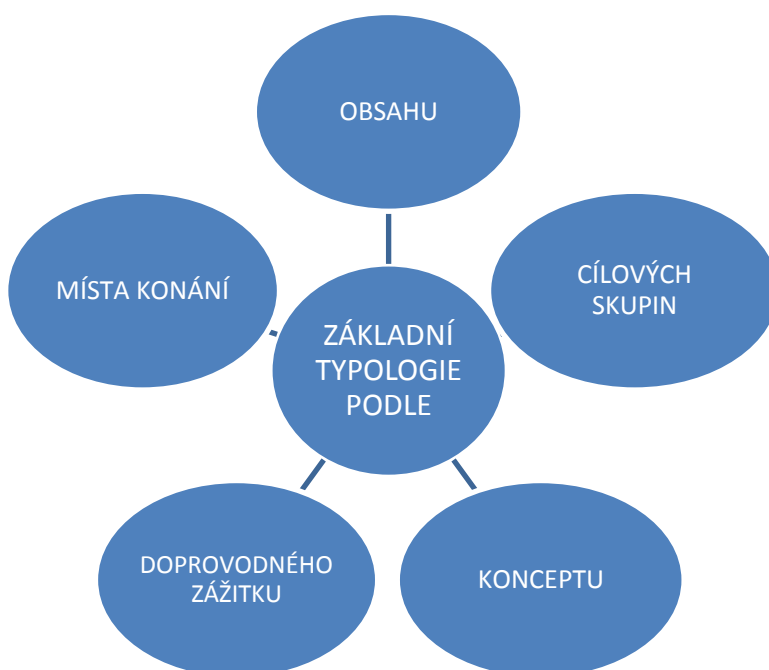 OBSAHU
MÍSTA KONÁNÍ
CÍLOVÝCH
SKUPIN
ZÁKLADNÍ
TYPOLOGIE
PODLE
DOPROVODNÉHO
ZÁŽITKU
KONCEPTU